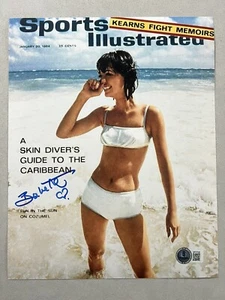 Sports
KEARNS FIGHT MEMOIRS
Illustrated
JANUARY 20, 1964
25 CENTS
A
SKIN DIVER'S
GUIDE TO THE
CARIBBEAN
FUN IN THE SUN
ON COZUMEL